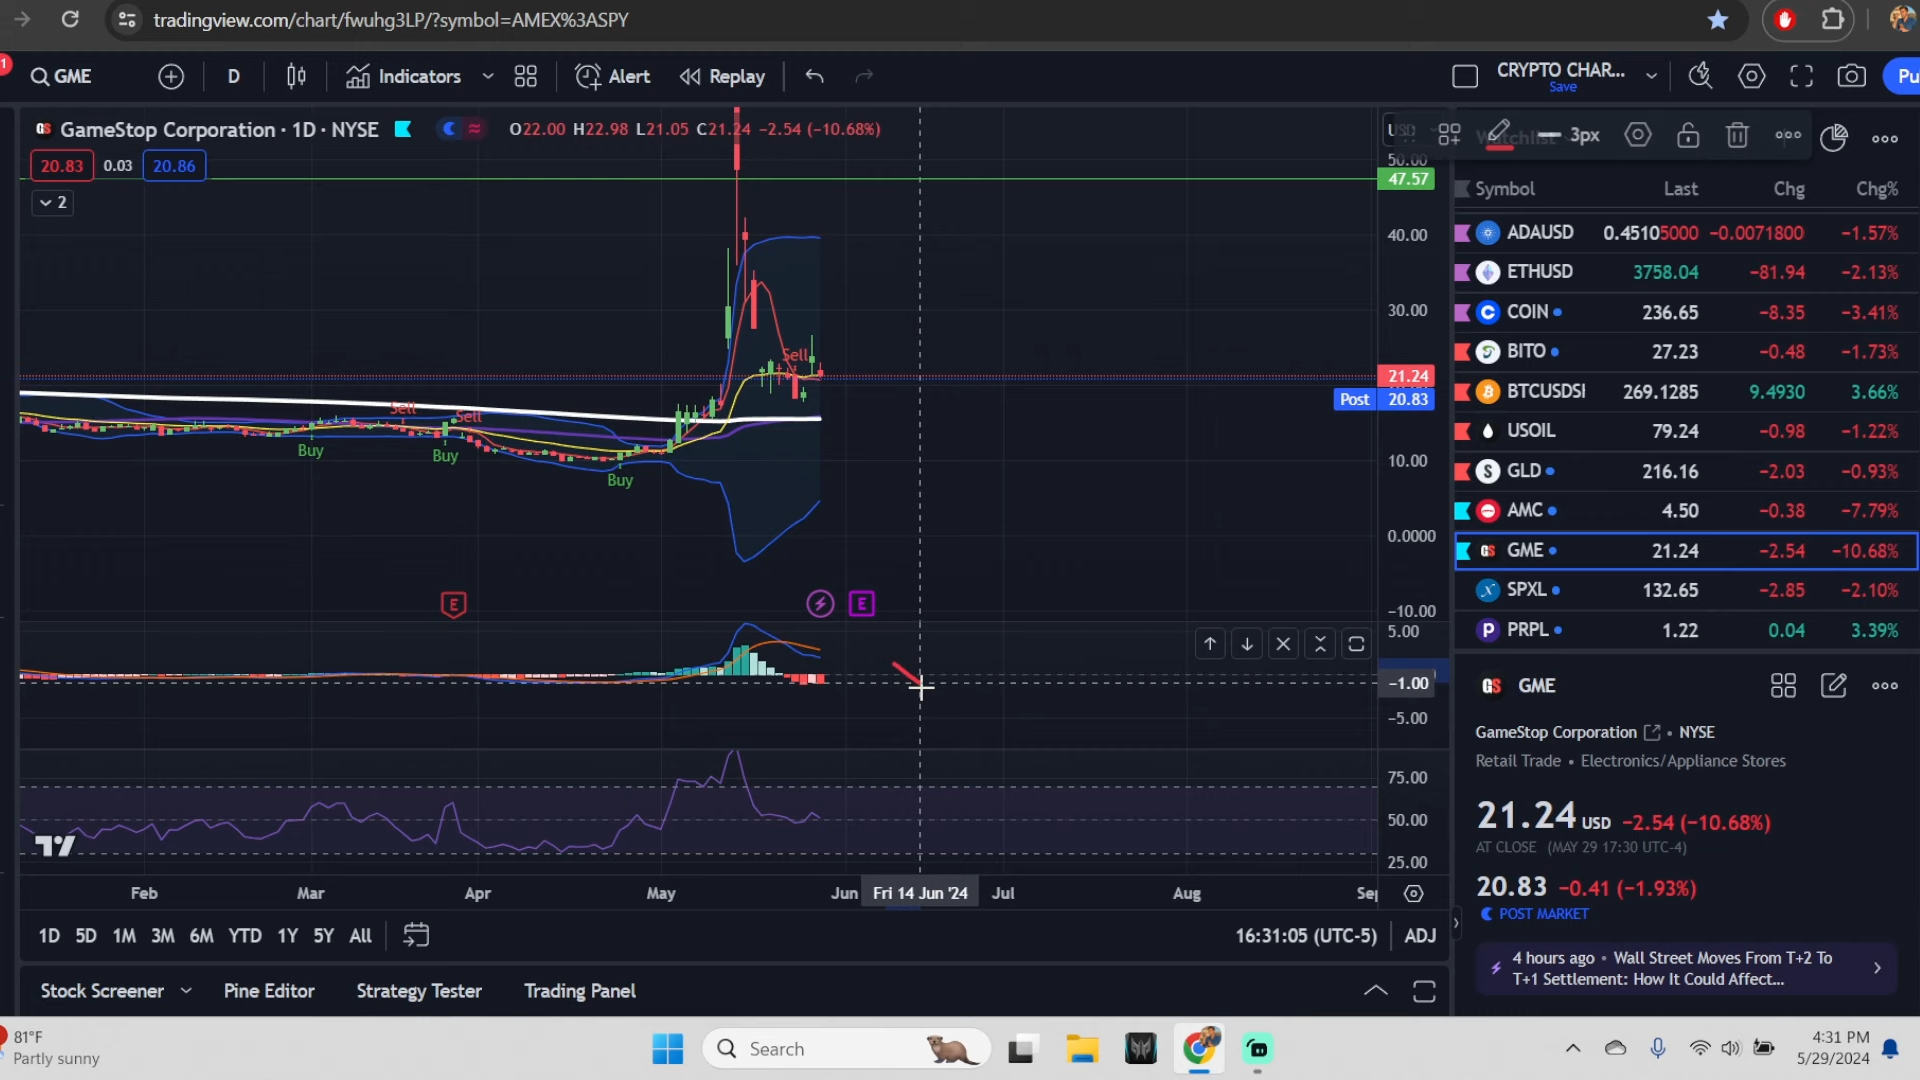 tradingview.com/chart/fwuhg3LP/?symbol=AMEX%3ASPY
1
GME
D
Indicators
Alert
Replay
CRYPTO CHAR...
Save
Pu
GameStop Corporation · 1D · NYSE
O22.00 H22.98 L21.05 C21.24 −2.54 (−10.68%)
20.83 0.03 20.86
2
USD
50.00
47.57
40.00
30.00
21.24
Post 20.83
10.00
0.0000
−10.00
5.00
−1.00
−5.00
75.00
50.00
25.00
Sell
Sell
Sell
Buy
Buy
Buy
E
E
Feb Mar Apr May Jun Fri 14 Jun '24 Jul Aug Sep
1D 5D 1M 3M 6M YTD 1Y 5Y All
16:31:05 (UTC-5) ADJ
Stock Screener Pine Editor Strategy Tester Trading Panel
Watchlist
3px
Symbol Last Chg Chg%
ADAUSD 0.45105000 −0.0071800 −1.57%
ETHUSD 3758.04 −81.94 −2.13%
COIN 236.65 −8.35 −3.41%
BITO 27.23 −0.48 −1.73%
BTCUSDSI 269.1285 9.4930 3.66%
USOIL 79.24 −0.98 −1.22%
GLD 216.16 −2.03 −0.93%
AMC 4.50 −0.38 −7.79%
GME 21.24 −2.54 −10.68%
SPXL 132.65 −2.85 −2.10%
PRPL 1.22 0.04 3.39%
GME
GameStop Corporation • NYSE
Retail Trade • Electronics/Appliance Stores
21.24 USD −2.54 (−10.68%)
AT CLOSE (MAY 29 17:30 UTC-4)
20.83 −0.41 (−1.93%)
POST MARKET
4 hours ago • Wall Street Moves From T+2 To
T+1 Settlement: How It Could Affect...
81°F
Partly sunny
Search
4:31 PM
5/29/2024